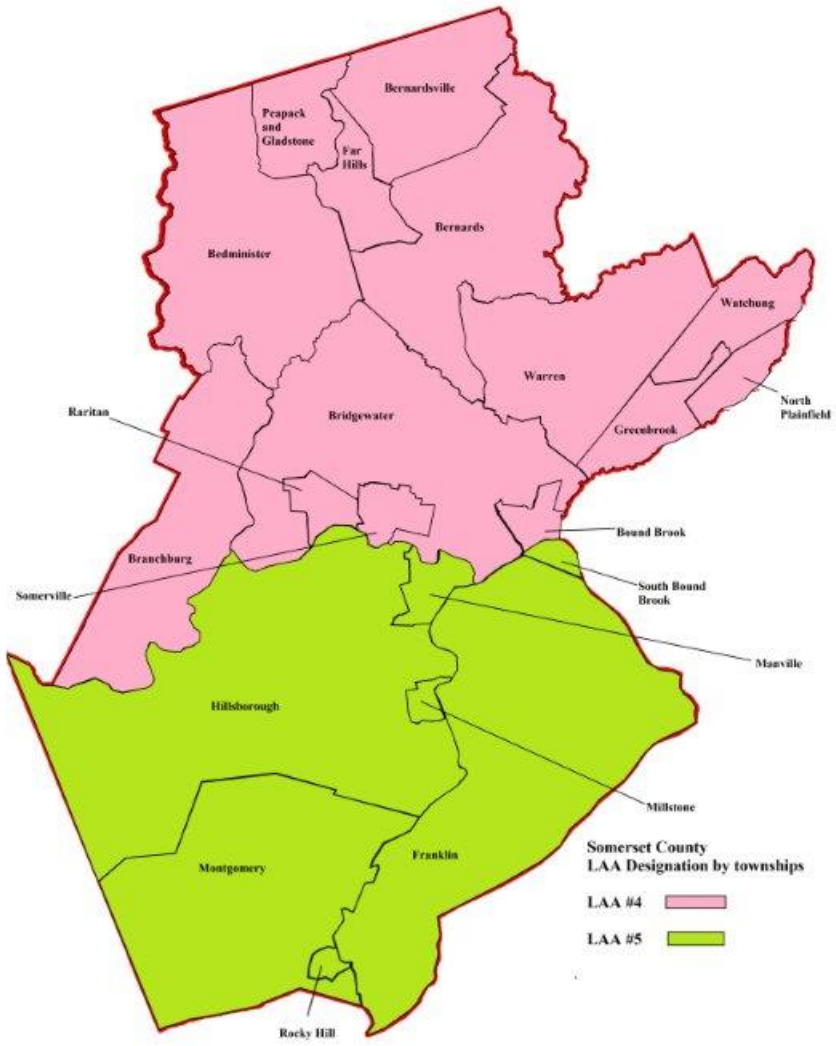 Bernardsville
Peapack
and
Gladstone
Far
Hills
Bernards
Bedminister
Watchung
Warren
North
Plainfield
Raritan
Bridgewater
Greenbrook
Bound Brook
Branchburg
South Bound
Brook
Somerville
Manville
Hillsborough
Millstone
Franklin
Montgomery
Somerset County
LAA Designation by townships
LAA #4
LAA #5
Rocky Hill